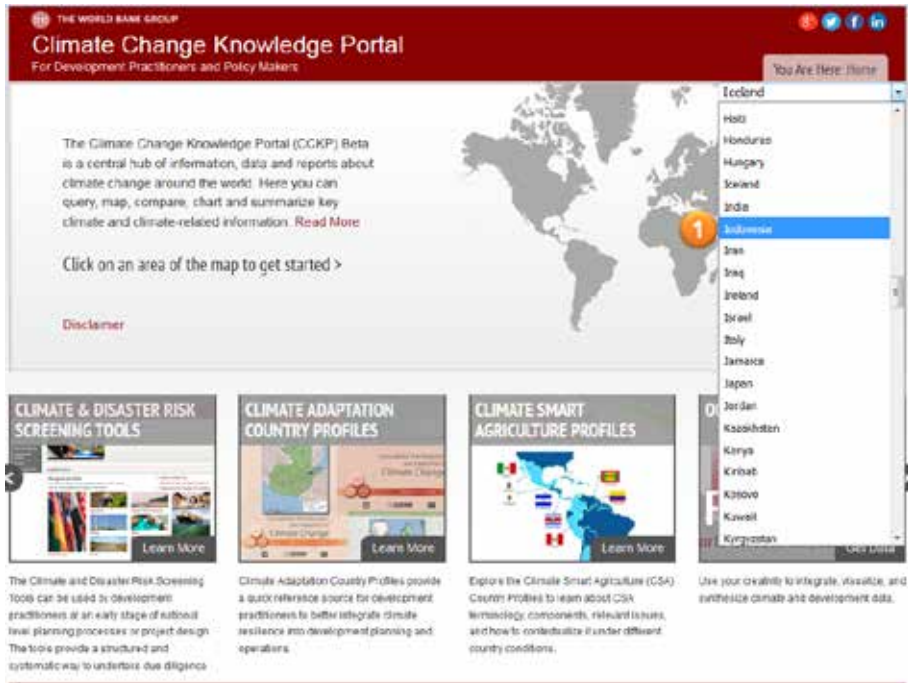 THE WORLD BANK GROUP
Climate Change Knowledge Portal
For Development Practitioners and Policy Makers
You Are Here: Home
Iceland
Haiti
Honduras
Hungary
Iceland
India
Indonesia
Iran
Iraq
Ireland
Israel
Italy
Jamaica
Japan
Jordan
Kazakhstan
Kenya
Kiribati
Kosovo
Kuwait
Kyrgyzstan
1
The Climate Change Knowledge Portal (CCKP) Beta
is a central hub of information, data and reports about
climate change around the world. Here you can
query, map, compare, chart and summarize key
climate and climate-related information. Read More
Click on an area of the map to get started >
Disclaimer
CLIMATE & DISASTER RISK
SCREENING TOOLS
Learn More
The Climate and Disaster Risk Screening
Tools can be used by development
practitioners at an early stage of national
level planning processes or project design
The tools provide a structured and
systematic way to undertake due diligence
CLIMATE ADAPTATION
COUNTRY PROFILES
Climate Change
Climate Change
Learn More
Climate Adaptation Country Profiles provide
a quick reference source for development
practitioners to better integrate climate
resilience into development planning and
operations.
CLIMATE SMART
AGRICULTURE PROFILES
Learn More
Explore the Climate Smart Agriculture (CSA)
Country Profiles to learn about CSA
terminology, components, relevant issues,
and how to contextualize it under different
country conditions.
Get Data
Use your creativity to integrate, visualize, and
synthesize climate and development data.